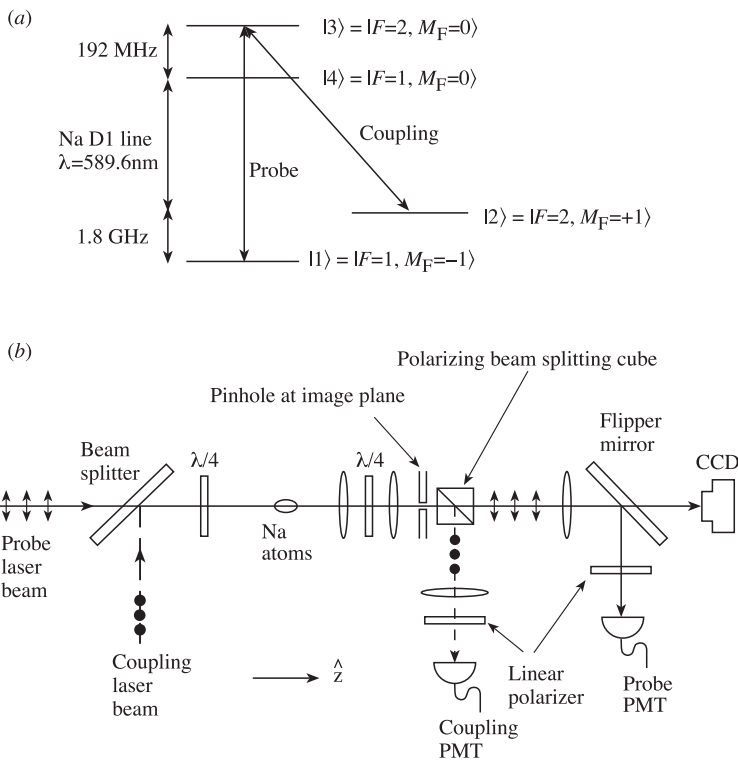 (a)
|3⟩ = |F=2, MF=0⟩
192 MHz
|4⟩ = |F=1, MF=0⟩
Na D1 line
λ=589.6nm
Coupling
Probe
|2⟩ = |F=2, MF=+1⟩
1.8 GHz
|1⟩ = |F=1, MF=−1⟩
(b)
Polarizing beam splitting cube
Pinhole at image plane
Flipper
mirror
Beam
splitter
λ/4
λ/4
CCD
Na
atoms
Probe
laser
beam
Coupling
laser
beam
ẑ
Linear
polarizer
Probe
PMT
Coupling
PMT